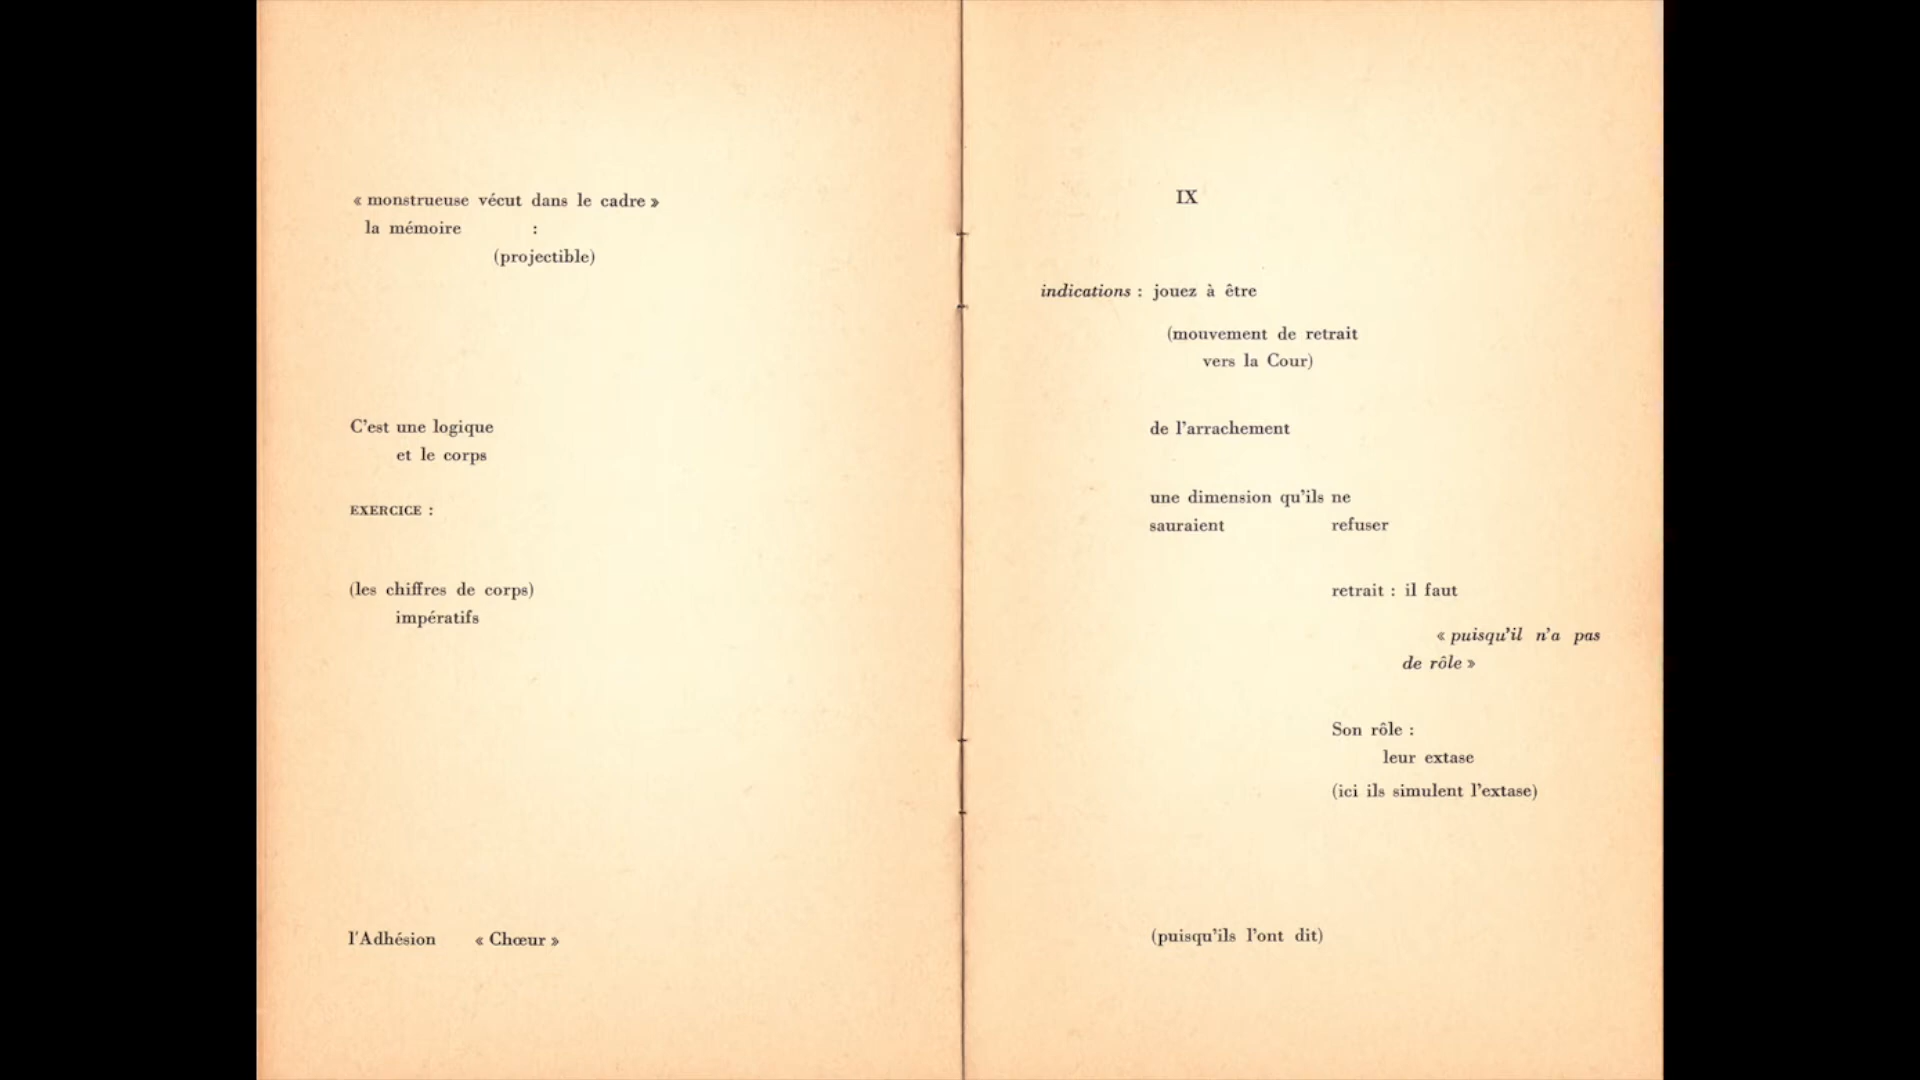 « monstrueuse vécut dans le cadre »
la mémoire :
(projectible)
C'est une logique
et le corps
EXERCICE :
(les chiffres de corps)
impératifs
l'Adhésion « Chœur »
IX
indications : jouez à être
(mouvement de retrait
vers la Cour)
de l'arrachement
une dimension qu'ils ne
sauraient refuser
retrait : il faut
« puisqu'il n'a pas
de rôle »
Son rôle :
leur extase
(ici ils simulent l'extase)
(puisqu'ils l'ont dit)